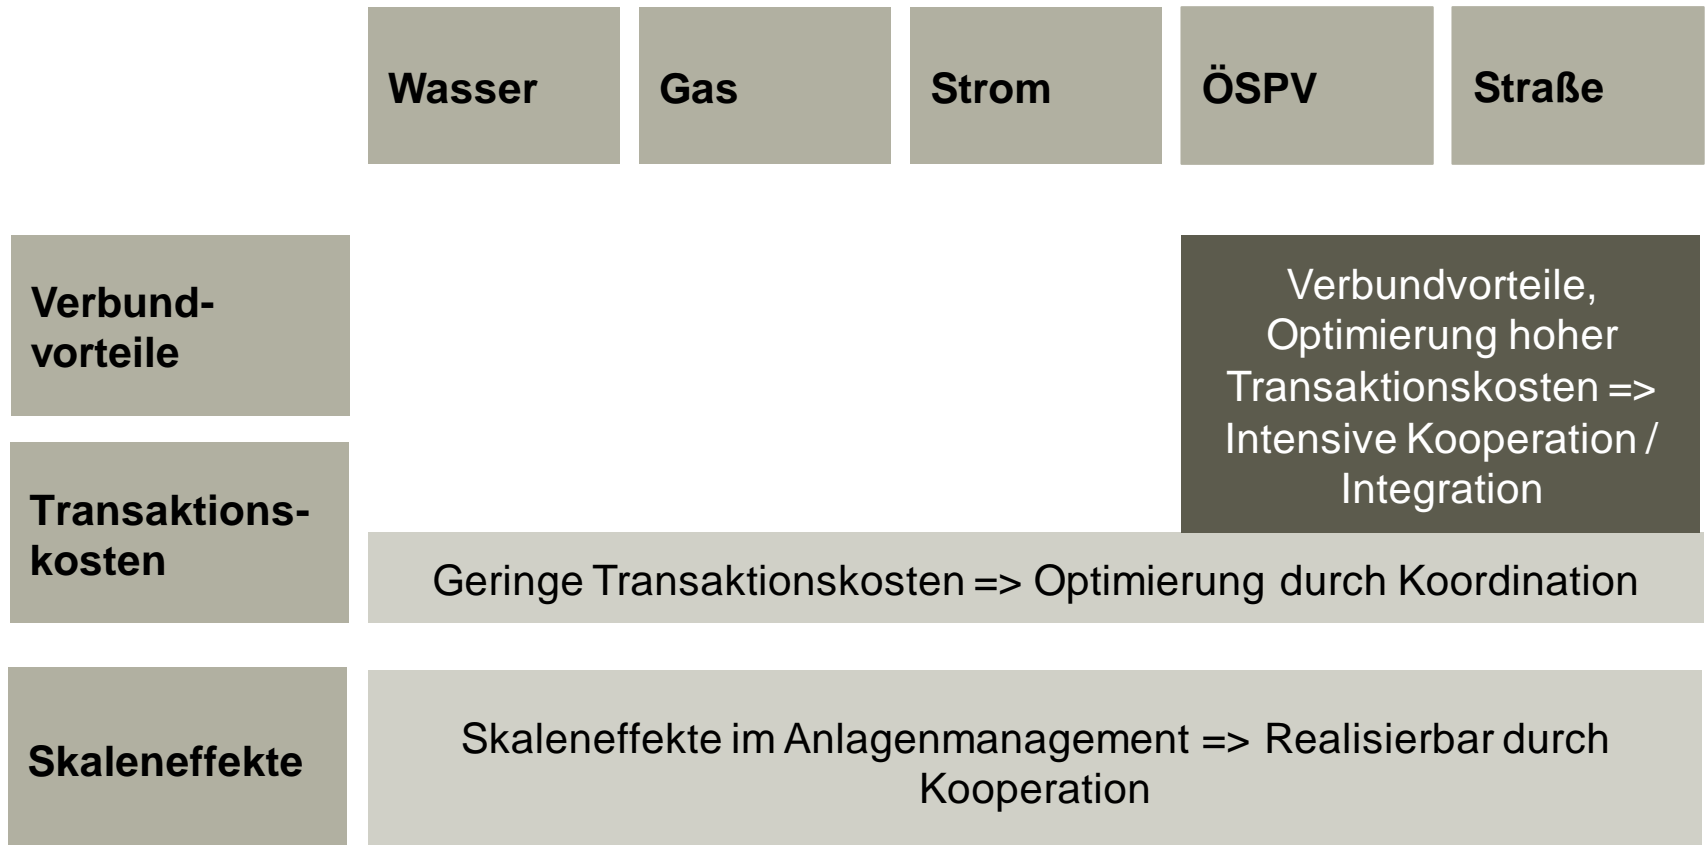 Wasser
Gas
Strom
ÖSPV
Straße
Verbund-
vorteile
Verbundvorteile,
Optimierung hoher
Transaktionskosten =>
Intensive Kooperation /
Integration
Transaktions-
kosten
Geringe Transaktionskosten => Optimierung durch Koordination
Skaleneffekte
Skaleneffekte im Anlagenmanagement => Realisierbar durch
Kooperation